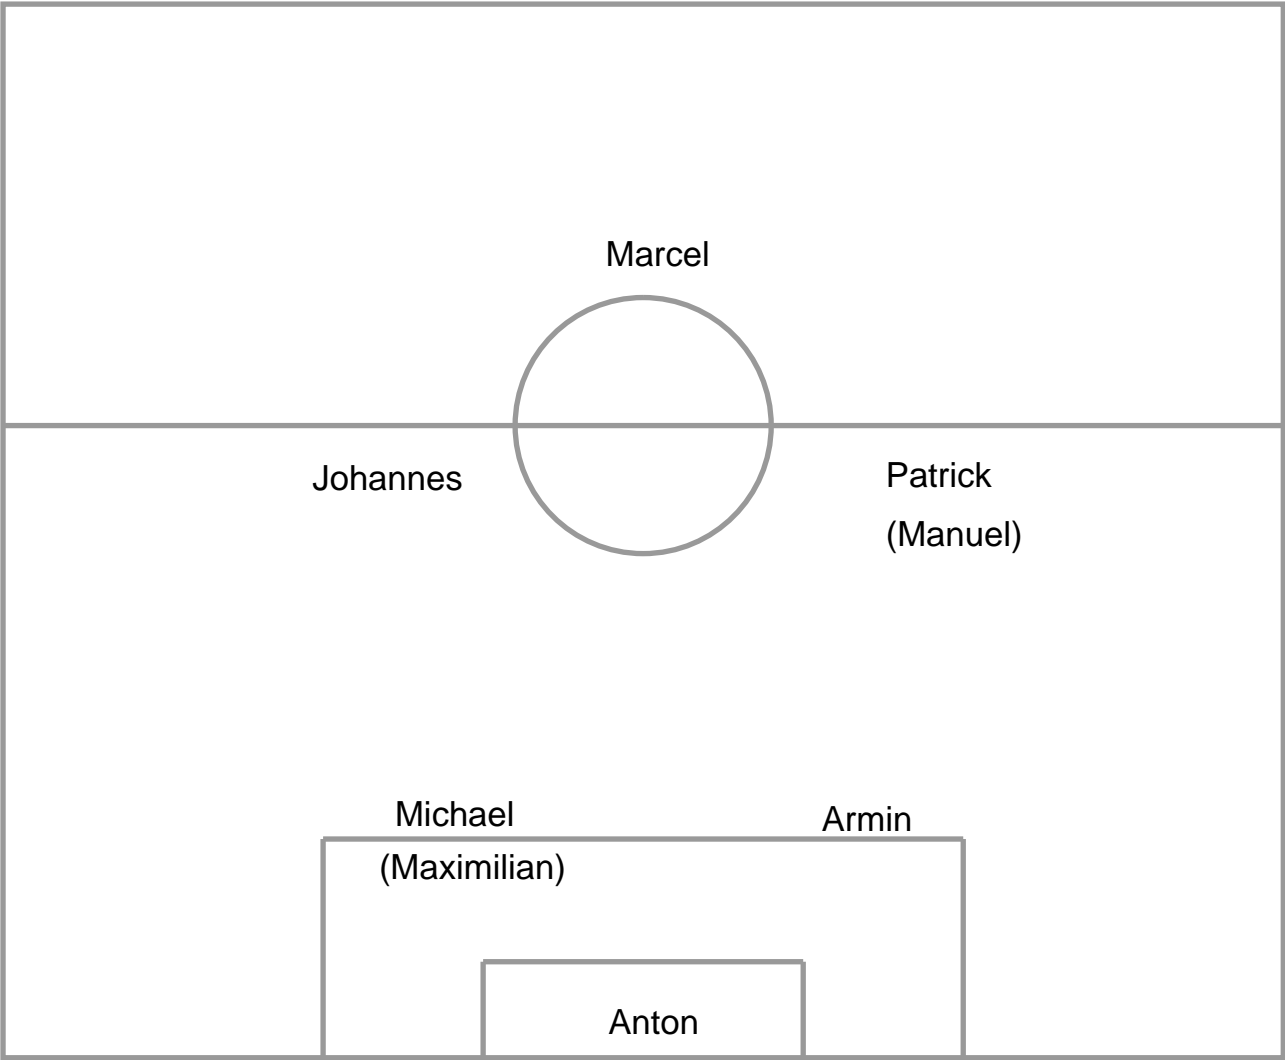 Marcel
Johannes
Patrick
(Manuel)
Michael
Armin
(Maximilian)
Anton